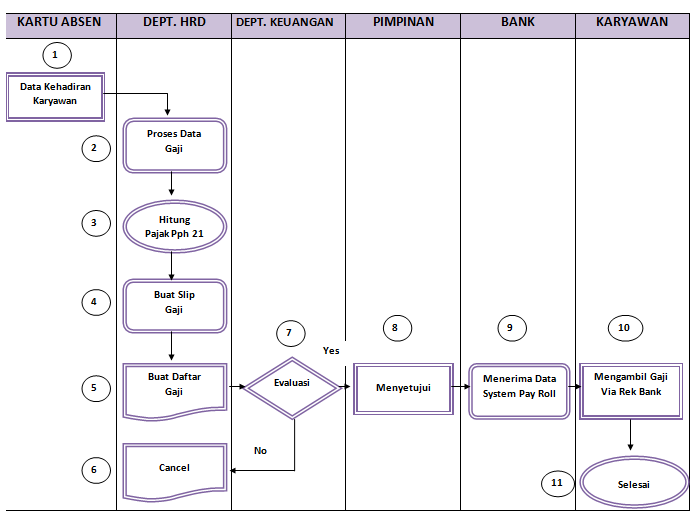 KARTU ABSEN
DEPT. HRD
DEPT. KEUANGAN
PIMPINAN
BANK
KARYAWAN
1
Data Kehadiran
Karyawan
2
Proses Data
Gaji
3
Hitung
Pajak Pph 21
4
Buat Slip
Gaji
5
Buat Daftar
Gaji
6
Cancel
7
Evaluasi
Yes
No
8
Menyetujui
9
Menerima Data
System Pay Roll
10
Mengambil Gaji
Via Rek Bank
11
Selesai